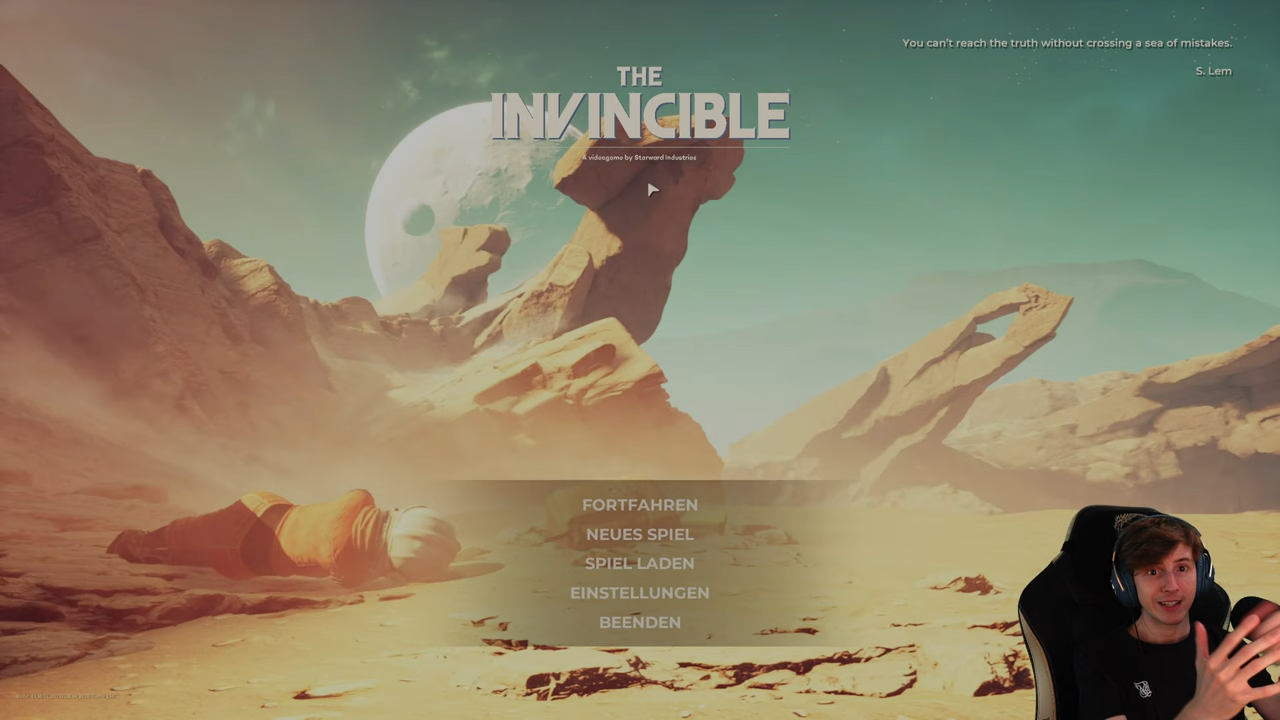 You can't reach the truth without crossing a sea of mistakes.
S. Lem
THE
INVINCIBLE
A videogame by Starward Industries
FORTFAHREN
NEUES SPIEL
SPIEL LADEN
EINSTELLUNGEN
BEENDEN